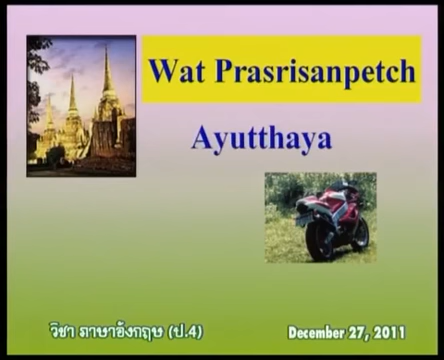 Wat Prasrisanpetch
Ayutthaya
วิชา ภาษาอังกฤษ (ป.4)
December 27, 2011